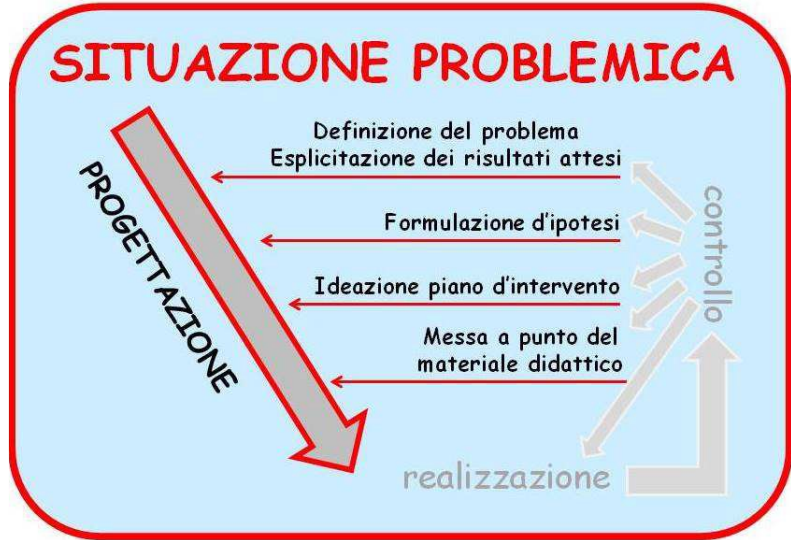 SITUAZIONE PROBLEMICA
Definizione del problema
Esplicitazione dei risultati attesi
PROGETTAZIONE
Formulazione d'ipotesi
controllo
Ideazione piano d'intervento
Messa a punto del
materiale didattico
realizzazione